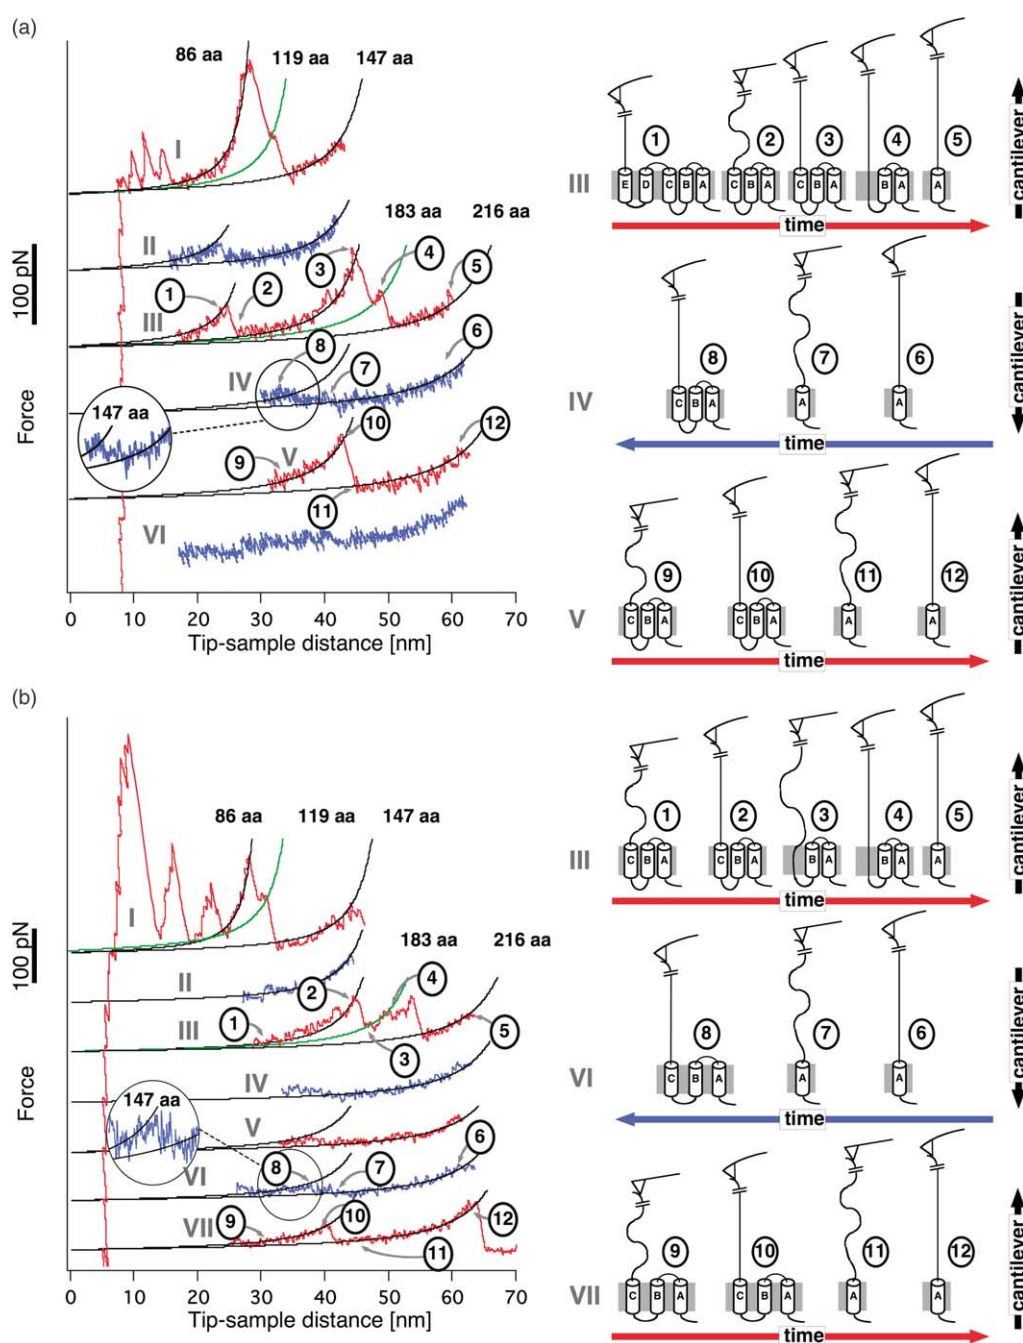 (a)
86 aa 119 aa 147 aa
I
II
183 aa 216 aa
3 4 5
1 2
III
6
IV 8 7
147 aa
10 12
9 V
11
VI
100 pN
Force
0 10 20 30 40 50 60 70
Tip-sample distance [nm]
1 2 3 4 5
III E D C B A C B A C B A B A A
time
cantilever
8 7 6
IV C B A A A
time
cantilever
9 10 11 12
V C B A C B A A A
time
cantilever
(b)
86 aa 119 aa 147 aa
I
183 aa 216 aa
II
2 4
III
1 3 5
IV
147 aa
V
6
VI 8 7
9 10 12
VII
11
100 pN
Force
0 10 20 30 40 50 60 70
Tip-sample distance [nm]
1 2 3 4 5
III C B A C B A B A B A A
time
cantilever
8 7 6
VI C B A A A
time
cantilever
9 10 11 12
VII C B A C B A A A
time
cantilever